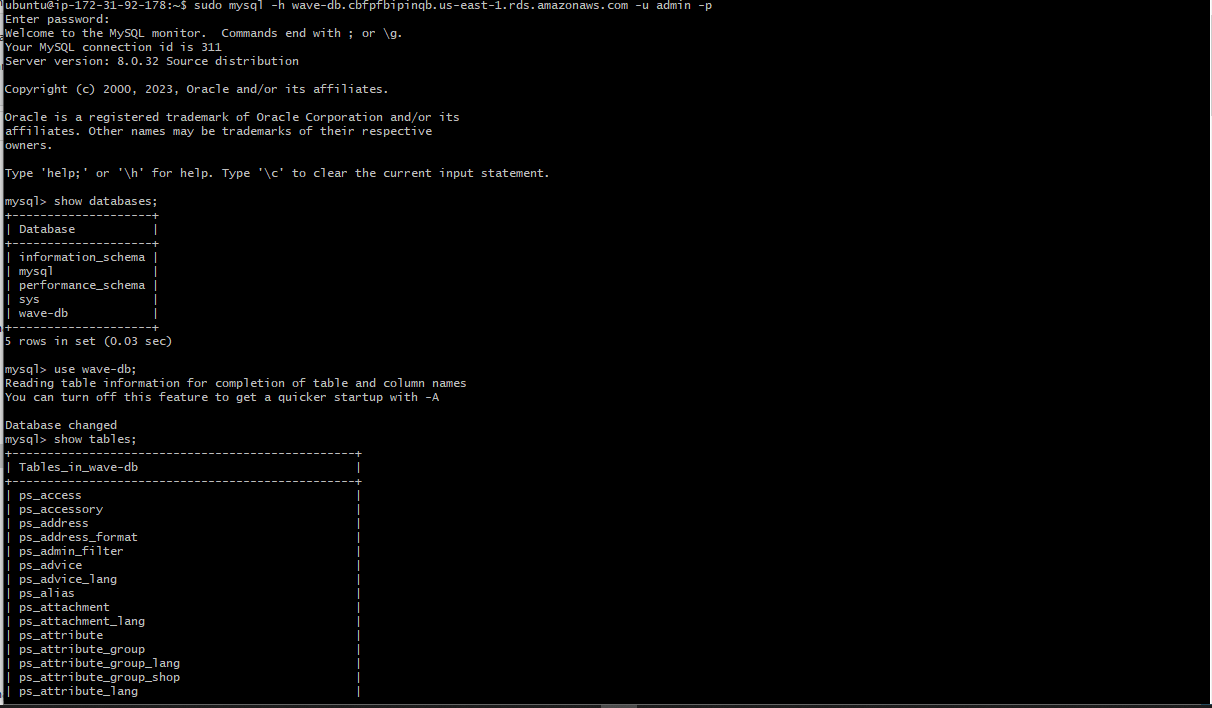 ubuntu@ip-172-31-92-178:~$ sudo mysql -h wave-db.cbfpfbipinqb.us-east-1.rds.amazonaws.com -u admin -p
Enter password:
Welcome to the MySQL monitor.  Commands end with ; or \g.
Your MySQL connection id is 311
Server version: 8.0.32 Source distribution

Copyright (c) 2000, 2023, Oracle and/or its affiliates.

Oracle is a registered trademark of Oracle Corporation and/or its
affiliates. Other names may be trademarks of their respective
owners.

Type 'help;' or '\h' for help. Type '\c' to clear the current input statement.

mysql> show databases;
+--------------------+
| Database           |
+--------------------+
| information_schema |
| mysql              |
| performance_schema |
| sys                |
| wave-db            |
+--------------------+
5 rows in set (0.03 sec)

mysql> use wave-db;
Reading table information for completion of table and column names
You can turn off this feature to get a quicker startup with -A

Database changed
mysql> show tables;
+-------------------------------------------------+
| Tables_in_wave-db                               |
+-------------------------------------------------+
| ps_access                                       |
| ps_accessory                                    |
| ps_address                                      |
| ps_address_format                               |
| ps_admin_filter                                 |
| ps_advice                                       |
| ps_advice_lang                                  |
| ps_alias                                        |
| ps_attachment                                   |
| ps_attachment_lang                              |
| ps_attribute                                    |
| ps_attribute_group                              |
| ps_attribute_group_lang                         |
| ps_attribute_group_shop                         |
| ps_attribute_lang                               |